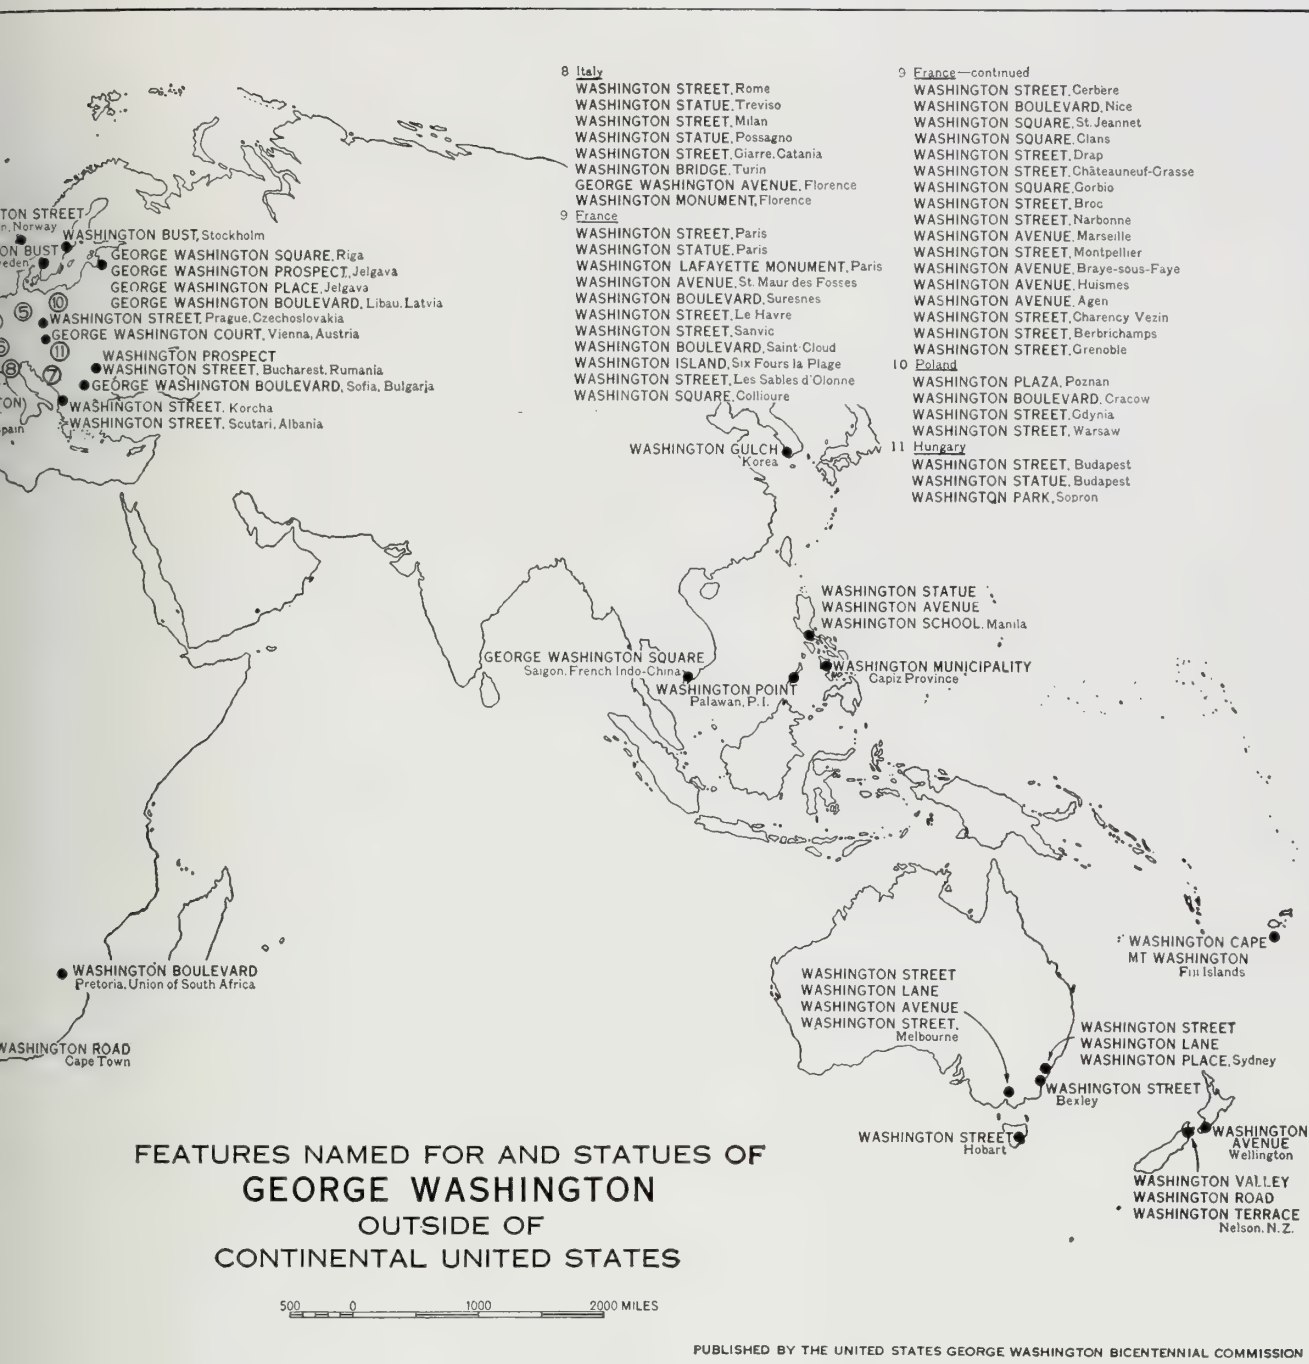 8 Italy
WASHINGTON STREET, Rome
WASHINGTON STATUE, Treviso
WASHINGTON STREET, Milan
WASHINGTON STATUE, Possagno
WASHINGTON STREET, Giarre, Catania
WASHINGTON BRIDGE, Turin
GEORGE WASHINGTON AVENUE, Florence
WASHINGTON MONUMENT, Florence
9 France
WASHINGTON STREET, Paris
WASHINGTON STATUE, Paris
WASHINGTON LAFAYETTE MONUMENT, Paris
WASHINGTON AVENUE, St. Maur des Fosses
WASHINGTON BOULEVARD, Suresnes
WASHINGTON STREET, Le Havre
WASHINGTON STREET, Sanvic
WASHINGTON BOULEVARD, Saint-Cloud
WASHINGTON ISLAND, Six Fours la Plage
WASHINGTON STREET, Les Sables d'Olonne
WASHINGTON SQUARE, Collioure
9 France—continued
WASHINGTON STREET, Cerbère
WASHINGTON BOULEVARD, Nice
WASHINGTON SQUARE, St. Jeannet
WASHINGTON SQUARE, Clans
WASHINGTON STREET, Drap
WASHINGTON STREET, Châteauneuf-Grasse
WASHINGTON SQUARE, Gorbio
WASHINGTON STREET, Broc
WASHINGTON STREET, Narbonne
WASHINGTON AVENUE, Marseille
WASHINGTON STREET, Montpellier
WASHINGTON AVENUE, Braye-sous-Faye
WASHINGTON AVENUE, Huismes
WASHINGTON AVENUE, Agen
WASHINGTON STREET, Charency Vezin
WASHINGTON STREET, Berbrichamps
WASHINGTON STREET, Grenoble
10 Poland
WASHINGTON PLAZA, Poznan
WASHINGTON BOULEVARD, Cracow
WASHINGTON STREET, Gdynia
WASHINGTON STREET, Warsaw
11 Hungary
WASHINGTON STREET, Budapest
WASHINGTON STATUE, Budapest
WASHINGTON PARK, Sopron
TON STREET
n, Norway
WASHINGTON BUST, Stockholm
ON BUST
eden
GEORGE WASHINGTON SQUARE, Riga
GEORGE WASHINGTON PROSPECT, Jelgava
GEORGE WASHINGTON PLACE, Jelgava
GEORGE WASHINGTON BOULEVARD, Libau, Latvia
5 10
WASHINGTON STREET, Prague, Czechoslovakia
GEORGE WASHINGTON COURT, Vienna, Austria
11
8 7
WASHINGTON PROSPECT
WASHINGTON STREET, Bucharest, Rumania
GEORGE WASHINGTON BOULEVARD, Sofia, Bulgaria
TON)
pain
WASHINGTON STREET, Korcha
WASHINGTON STREET, Scutari, Albania
WASHINGTON GULCH
Korea
WASHINGTON STATUE
WASHINGTON AVENUE
WASHINGTON SCHOOL, Manila
GEORGE WASHINGTON SQUARE
Saigon, French Indo-China
WASHINGTON MUNICIPALITY
Capiz Province
WASHINGTON POINT
Palawan, P.I.
WASHINGTON BOULEVARD
Pretoria, Union of South Africa
WASHINGTON ROAD
Cape Town
WASHINGTON CAPE
MT WASHINGTON
Fiji Islands
WASHINGTON STREET
WASHINGTON LANE
WASHINGTON AVENUE
WASHINGTON STREET,
Melbourne
WASHINGTON STREET
WASHINGTON LANE
WASHINGTON PLACE, Sydney
WASHINGTON STREET
Bexley
WASHINGTON STREET
Hobart
WASHINGTON
AVENUE
Wellington
WASHINGTON VALLEY
WASHINGTON ROAD
WASHINGTON TERRACE
Nelson, N.Z.
FEATURES NAMED FOR AND STATUES OF
GEORGE WASHINGTON
OUTSIDE OF
CONTINENTAL UNITED STATES
500 0 1000 2000 MILES
PUBLISHED BY THE UNITED STATES GEORGE WASHINGTON BICENTENNIAL COMMISSION